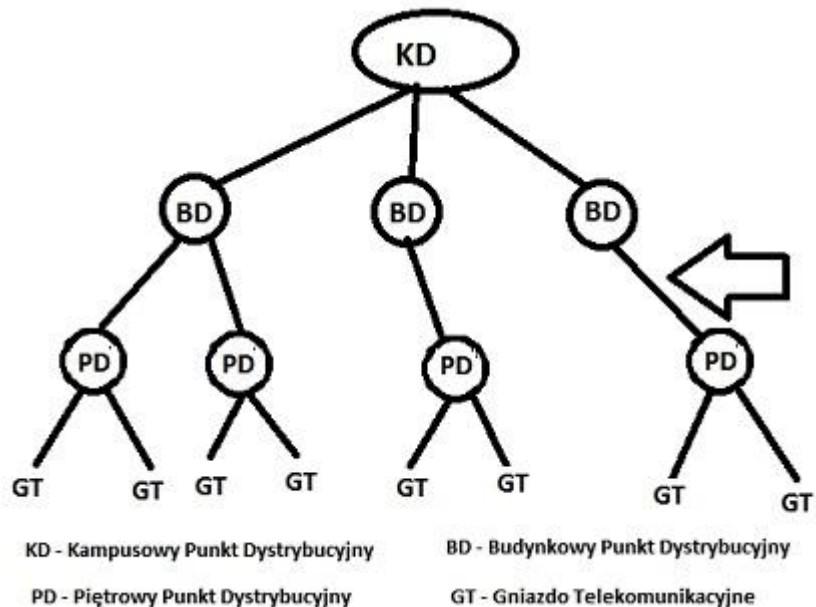 KD
BD BD BD
PD PD PD PD
GT GT GT GT GT GT GT GT
KD - Kampusowy Punkt Dystrybucyjny BD - Budynkowy Punkt Dystrybucyjny
PD - Piętrowy Punkt Dystrybucyjny GT - Gniazdo Telekomunikacyjne